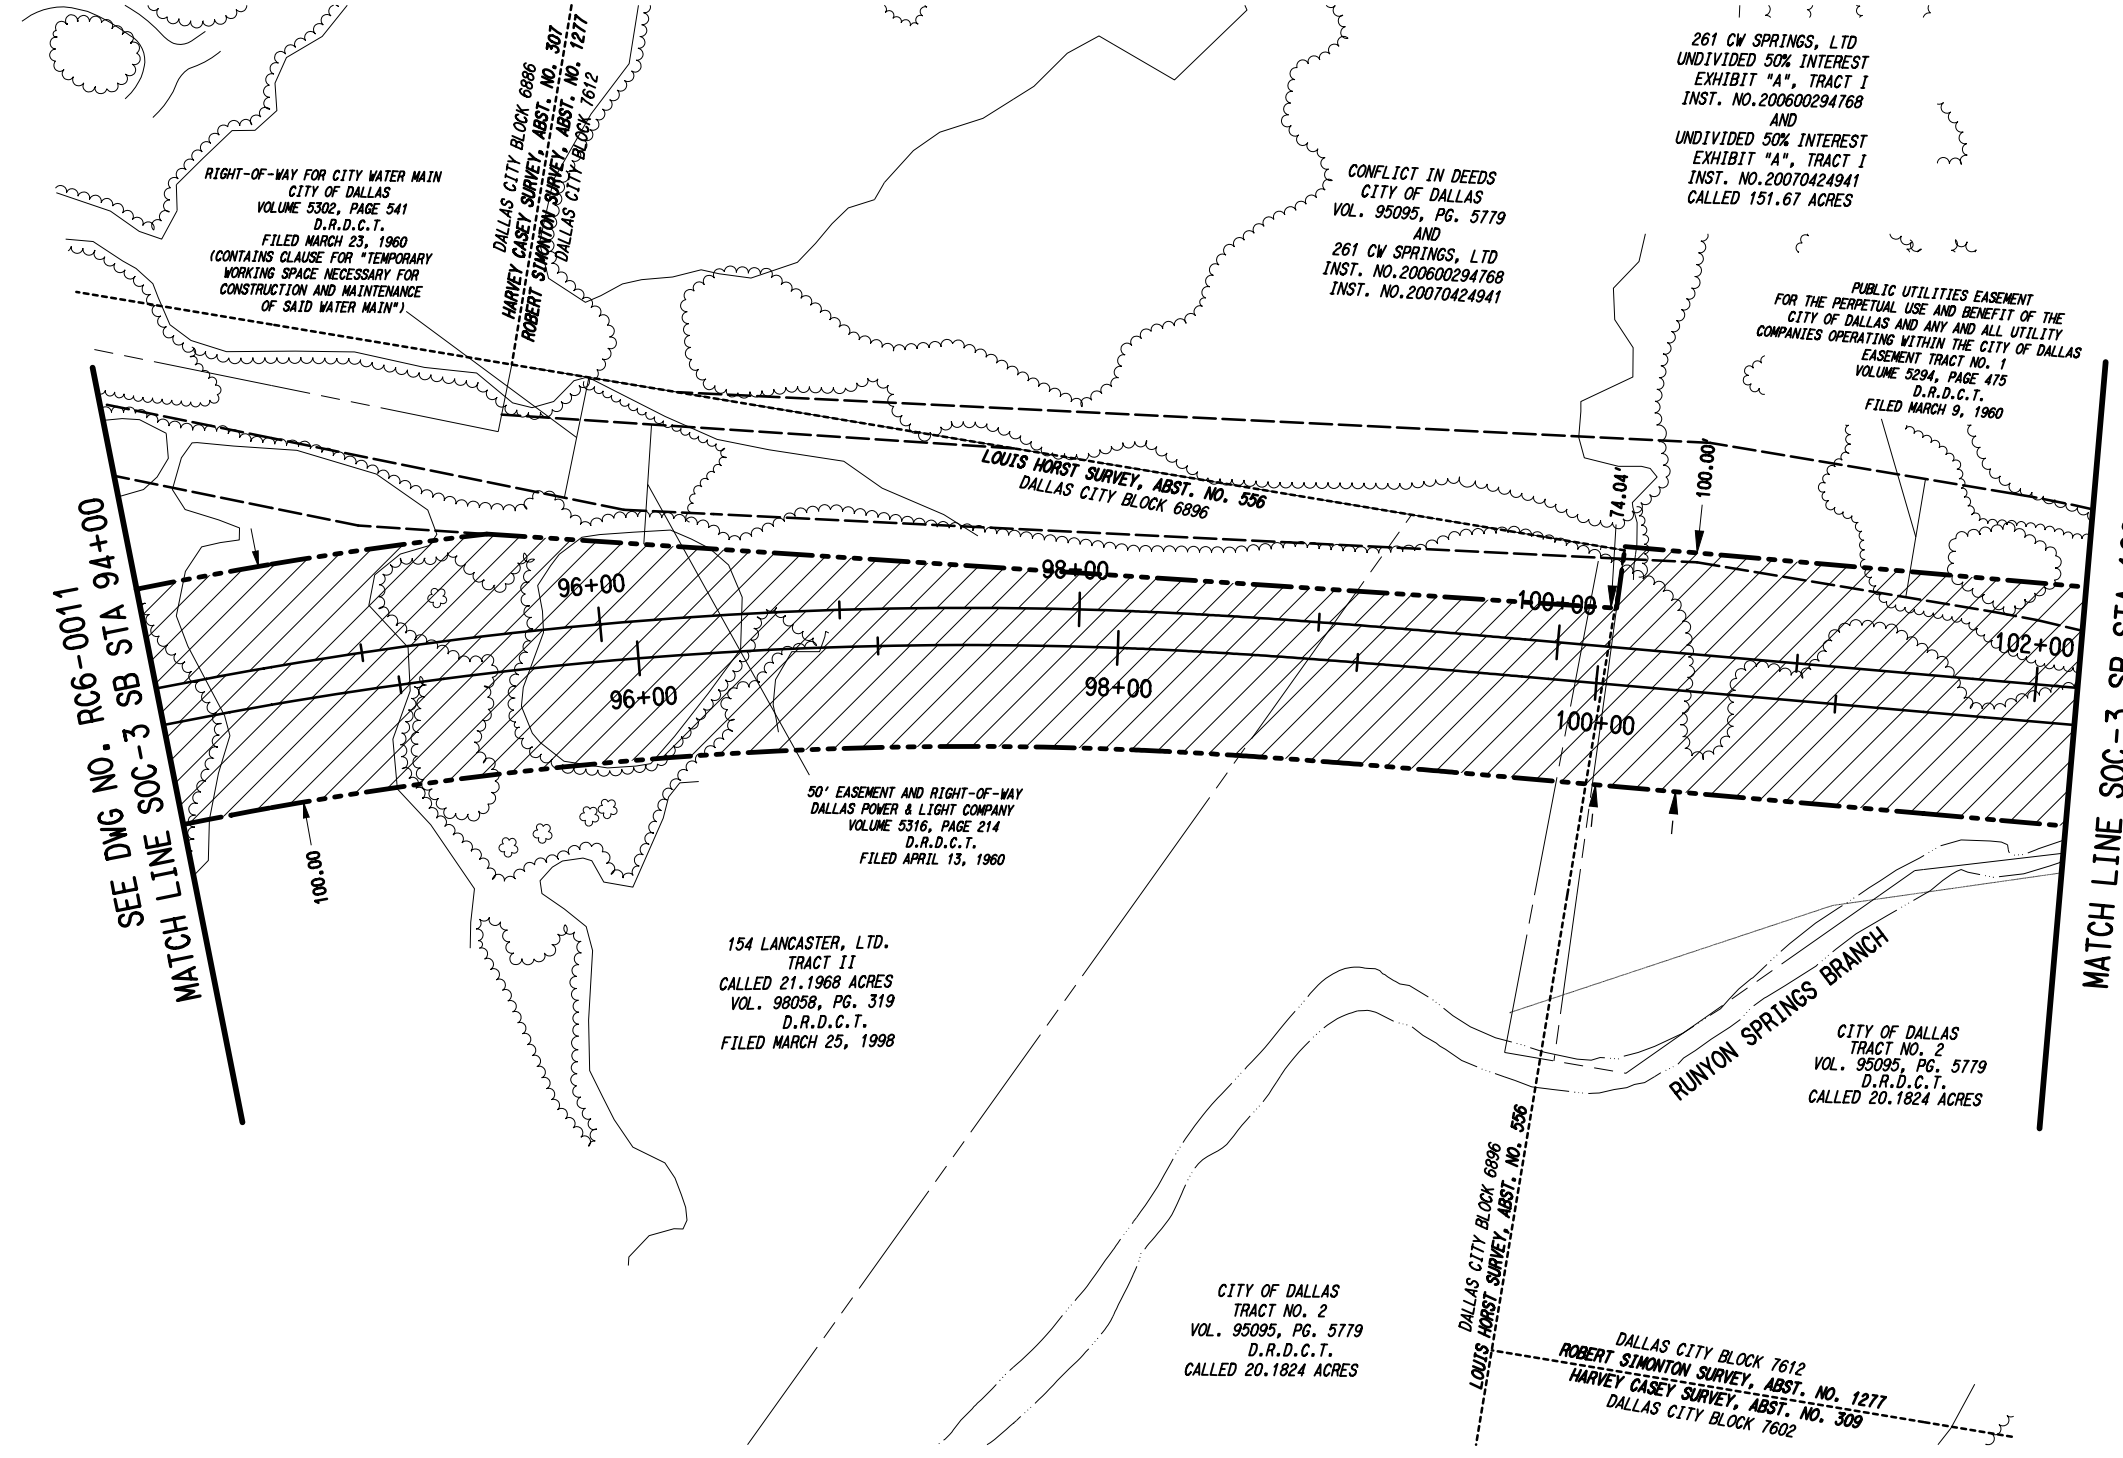 261 CW SPRINGS, LTD
UNDIVIDED 50% INTEREST
EXHIBIT "A", TRACT I
INST. NO.200600294768
AND
UNDIVIDED 50% INTEREST
EXHIBIT "A", TRACT I
INST. NO.20070424941
CALLED 151.67 ACRES
DALLAS CITY BLOCK 6886
HARVEY CASEY SURVEY, ABST. NO. 307
ROBERT SIMONTON SURVEY, ABST. NO. 1277
DALLAS CITY BLOCK 7612
RIGHT-OF-WAY FOR CITY WATER MAIN
CITY OF DALLAS
VOLUME 5302, PAGE 541
D.R.D.C.T.
FILED MARCH 23, 1960
(CONTAINS CLAUSE FOR "TEMPORARY
WORKING SPACE NECESSARY FOR
CONSTRUCTION AND MAINTENANCE
OF SAID WATER MAIN")
CONFLICT IN DEEDS
CITY OF DALLAS
VOL. 95095, PG. 5779
AND
261 CW SPRINGS, LTD
INST. NO.200600294768
INST. NO.20070424941
PUBLIC UTILITIES EASEMENT
FOR THE PERPETUAL USE AND BENEFIT OF THE
CITY OF DALLAS AND ANY AND ALL UTILITY
COMPANIES OPERATING WITHIN THE CITY OF DALLAS
EASEMENT TRACT NO. 1
VOLUME 5294, PAGE 475
D.R.D.C.T.
FILED MARCH 9, 1960
LOUIS HORST SURVEY, ABST. NO. 556
DALLAS CITY BLOCK 6896
74.04'
100.00'
SEE DWG NO. RC6-0011
MATCH LINE SOC-3 SB STA 94+00
96+00
98+00
100+00
102+00
96+00
98+00
100+00
100.00
50' EASEMENT AND RIGHT-OF-WAY
DALLAS POWER & LIGHT COMPANY
VOLUME 5316, PAGE 214
D.R.D.C.T.
FILED APRIL 13, 1960
154 LANCASTER, LTD.
TRACT II
CALLED 21.1968 ACRES
VOL. 98058, PG. 319
D.R.D.C.T.
FILED MARCH 25, 1998
MATCH LINE SOC-3 SB STA
RUNYON SPRINGS BRANCH
CITY OF DALLAS
TRACT NO. 2
VOL. 95095, PG. 5779
D.R.D.C.T.
CALLED 20.1824 ACRES
DALLAS CITY BLOCK 6896
LOUIS HORST SURVEY, ABST. NO. 556
CITY OF DALLAS
TRACT NO. 2
VOL. 95095, PG. 5779
D.R.D.C.T.
CALLED 20.1824 ACRES
DALLAS CITY BLOCK 7612
ROBERT SIMONTON SURVEY, ABST. NO. 1277
HARVEY CASEY SURVEY, ABST. NO. 309
DALLAS CITY BLOCK 7602